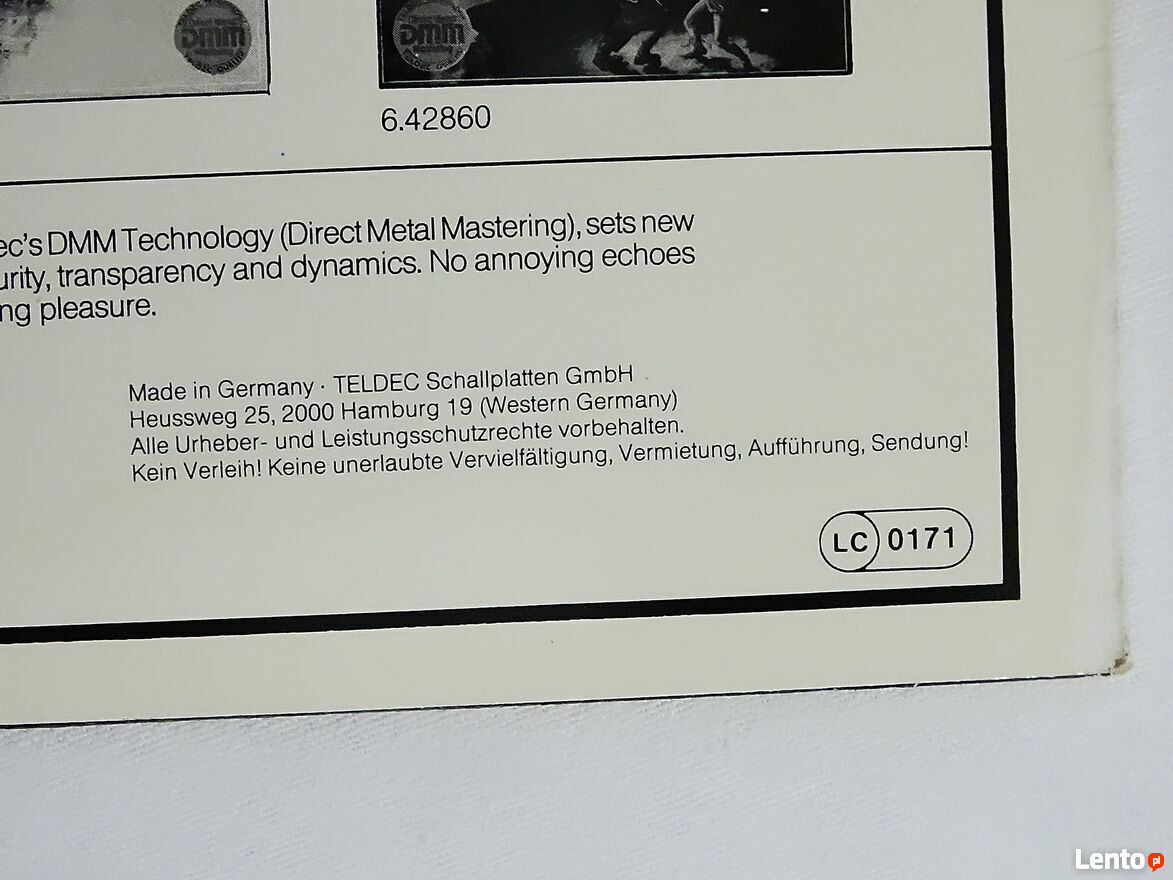 DMM
DMM
6.42860
ec's DMM Technology (Direct Metal Mastering), sets new
urity, transparency and dynamics. No annoying echoes
ng pleasure.
Made in Germany · TELDEC Schallplatten GmbH
Heussweg 25, 2000 Hamburg 19 (Western Germany)
Alle Urheber- und Leistungsschutzrechte vorbehalten.
Kein Verleih! Keine unerlaubte Vervielfältigung, Vermietung, Aufführung, Sendung!
LC 0171
Lento.pl